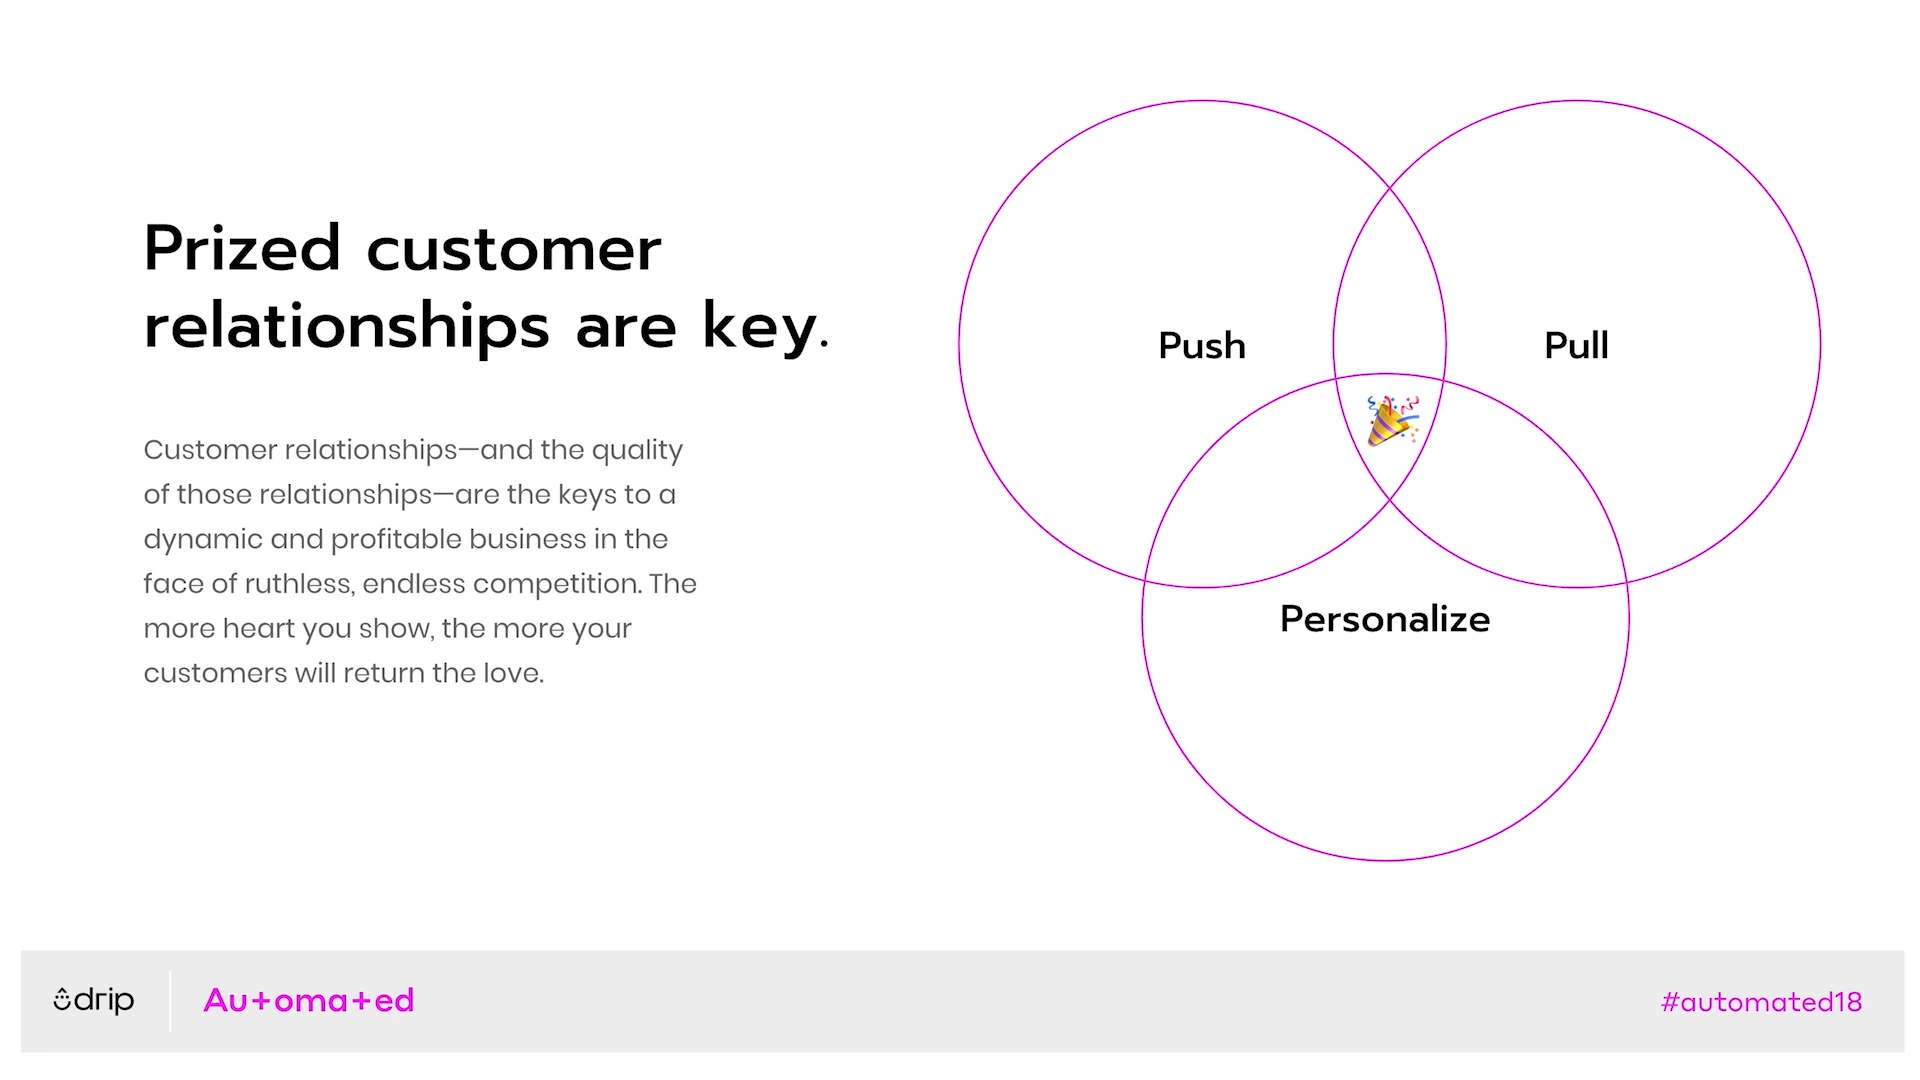 Prized customer
relationships are key.
Customer relationships—and the quality
of those relationships—are the keys to a
dynamic and profitable business in the
face of ruthless, endless competition. The
more heart you show, the more your
customers will return the love.
Push
Pull
Personalize
drip
Au+oma+ed
#automated18